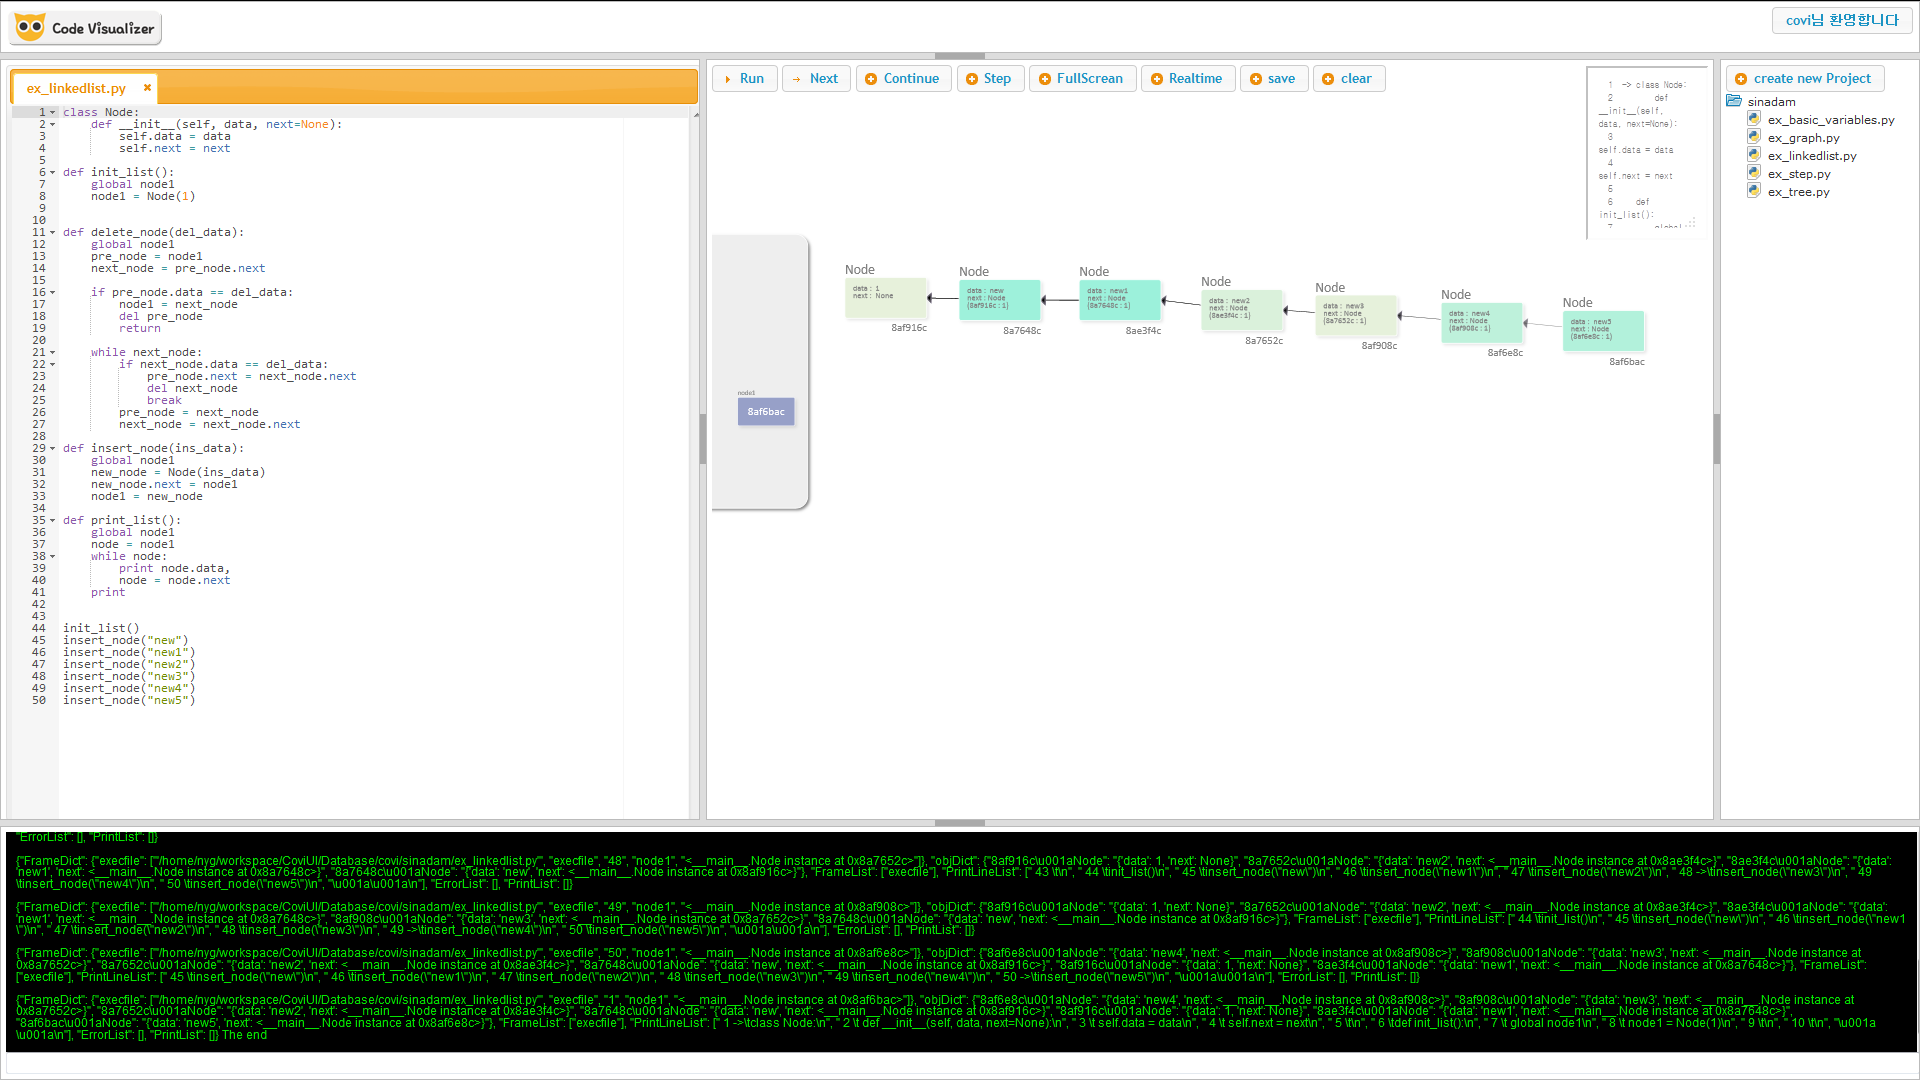 Code Visualizer
covi님 환영합니다
ex_linkedlist.py
1 class Node:
2 def __init__(self, data, next=None):
3 self.data = data
4 self.next = next
5
6 def init_list():
7 global node1
8 node1 = Node(1)
9
10
11 def delete_node(del_data):
12 global node1
13 pre_node = node1
14 next_node = pre_node.next
15
16 if pre_node.data == del_data:
17 node1 = next_node
18 del pre_node
19 return
20
21 while next_node:
22 if next_node.data == del_data:
23 pre_node.next = next_node.next
24 del next_node
25 break
26 pre_node = next_node
27 next_node = next_node.next
28
29 def insert_node(ins_data):
30 global node1
31 new_node = Node(ins_data)
32 new_node.next = node1
33 node1 = new_node
34
35 def print_list():
36 global node1
37 node = node1
38 while node:
39 print node.data,
40 node = node.next
41 print
42
43
44 init_list()
45 insert_node("new")
46 insert_node("new1")
47 insert_node("new2")
48 insert_node("new3")
49 insert_node("new4")
50 insert_node("new5")
Run Next Continue Step FullScrean Realtime save clear
1 -> class Node:
2 def
__init__(self,
data, next=None):
3
self.data = data
4
self.next = next
5
6 def
init_list():
7 global
node1
8af6bac
Node
data : 1
next : None
8af916c
Node
data : new
next : Node
(8af916c : 1)
8a7648c
Node
data : new1
next : Node
(8a7648c : 1)
8ae3f4c
Node
data : new2
next : Node
(8ae3f4c : 1)
8a7652c
Node
data : new3
next : Node
(8a7652c : 1)
8af908c
Node
data : new4
next : Node
(8af908c : 1)
8af6e8c
Node
data : new5
next : Node
(8af6e8c : 1)
8af6bac
create new Project
sinadam
ex_basic_variables.py
ex_graph.py
ex_linkedlist.py
ex_step.py
ex_tree.py
"ErrorList": [], "PrintList": []}
{"FrameDict": {"execfile": ["'/home/nyg/workspace/CoviUI/Database/covi/sinadam/ex_linkedlist.py'", "execfile", "48", "node1", "<__main__.Node instance at 0x8a7652c>"]}, "objDict": {"8af916c\u001aNode": "{'data': 1, 'next': None}", "8a7652c\u001aNode": "{'data': 'new2', 'next': <__main__.Node instance at 0x8ae3f4c>}", "8ae3f4c\u001aNode": "{'data':
'new1', 'next': <__main__.Node instance at 0x8a7648c>}", "8a7648c\u001aNode": "{'data': 'new', 'next': <__main__.Node instance at 0x8af916c>}"}, "FrameList": ["execfile"], "PrintLineList": [" 43 \t\n", " 44 \tinit_list()\n", " 45 \tinsert_node(\"new\")\n", " 46 \tinsert_node(\"new1\")\n", " 47 \tinsert_node(\"new2\")\n", " 48 ->\tinsert_node(\"new3\")\n", " 49
\tinsert_node(\"new4\")\n", " 50 \tinsert_node(\"new5\")\n", "\u001a\u001a\n"], "ErrorList": [], "PrintList": []}
{"FrameDict": {"execfile": ["'/home/nyg/workspace/CoviUI/Database/covi/sinadam/ex_linkedlist.py'", "execfile", "49", "node1", "<__main__.Node instance at 0x8af908c>"]}, "objDict": {"8af916c\u001aNode": "{'data': 1, 'next': None}", "8a7652c\u001aNode": "{'data': 'new2', 'next': <__main__.Node instance at 0x8ae3f4c>}", "8ae3f4c\u001aNode": "{'data':
'new1', 'next': <__main__.Node instance at 0x8a7648c>}", "8af908c\u001aNode": "{'data': 'new3', 'next': <__main__.Node instance at 0x8a7652c>}", "8a7648c\u001aNode": "{'data': 'new', 'next': <__main__.Node instance at 0x8af916c>}"}, "FrameList": ["execfile"], "PrintLineList": [" 44 \tinit_list()\n", " 45 \tinsert_node(\"new\")\n", " 46 \tinsert_node(\"new1
\")\n", " 47 \tinsert_node(\"new2\")\n", " 48 \tinsert_node(\"new3\")\n", " 49 ->\tinsert_node(\"new4\")\n", " 50 \tinsert_node(\"new5\")\n", "\u001a\u001a\n"], "ErrorList": [], "PrintList": []}
{"FrameDict": {"execfile": ["'/home/nyg/workspace/CoviUI/Database/covi/sinadam/ex_linkedlist.py'", "execfile", "50", "node1", "<__main__.Node instance at 0x8af6e8c>"]}, "objDict": {"8af6e8c\u001aNode": "{'data': 'new4', 'next': <__main__.Node instance at 0x8af908c>}", "8af908c\u001aNode": "{'data': 'new3', 'next': <__main__.Node instance at
0x8a7652c>}", "8a7652c\u001aNode": "{'data': 'new2', 'next': <__main__.Node instance at 0x8ae3f4c>}", "8a7648c\u001aNode": "{'data': 'new', 'next': <__main__.Node instance at 0x8af916c>}", "8af916c\u001aNode": "{'data': 1, 'next': None}", "8ae3f4c\u001aNode": "{'data': 'new1', 'next': <__main__.Node instance at 0x8a7648c>}"}, "FrameList":
["execfile"], "PrintLineList": [" 45 \tinsert_node(\"new\")\n", " 46 \tinsert_node(\"new1\")\n", " 47 \tinsert_node(\"new2\")\n", " 48 \tinsert_node(\"new3\")\n", " 49 \tinsert_node(\"new4\")\n", " 50 ->\tinsert_node(\"new5\")\n", "\u001a\u001a\n"], "ErrorList": [], "PrintList": []}
{"FrameDict": {"execfile": ["'/home/nyg/workspace/CoviUI/Database/covi/sinadam/ex_linkedlist.py'", "execfile", "1", "node1", "<__main__.Node instance at 0x8af6bac>"]}, "objDict": {"8af6e8c\u001aNode": "{'data': 'new4', 'next': <__main__.Node instance at 0x8af908c>}", "8af908c\u001aNode": "{'data': 'new3', 'next': <__main__.Node instance at
0x8a7652c>}", "8a7652c\u001aNode": "{'data': 'new2', 'next': <__main__.Node instance at 0x8ae3f4c>}", "8a7648c\u001aNode": "{'data': 'new', 'next': <__main__.Node instance at 0x8af916c>}", "8af916c\u001aNode": "{'data': 1, 'next': None}", "8ae3f4c\u001aNode": "{'data': 'new1', 'next': <__main__.Node instance at 0x8a7648c>}",
"8af6bac\u001aNode": "{'data': 'new5', 'next': <__main__.Node instance at 0x8af6e8c>}"}, "FrameList": ["execfile"], "PrintLineList": [" 1 ->\tclass Node:\n", " 2 \t def __init__(self, data, next=None):\n", " 3 \t self.data = data\n", " 4 \t self.next = next\n", " 5 \t\n", " 6 \tdef init_list():\n", " 7 \t global node1\n", " 8 \t node1 = Node(1)\n", " 9 \t\n", " 10 \t\n", "\u001a
\u001a\n"], "ErrorList": [], "PrintList": []} The end